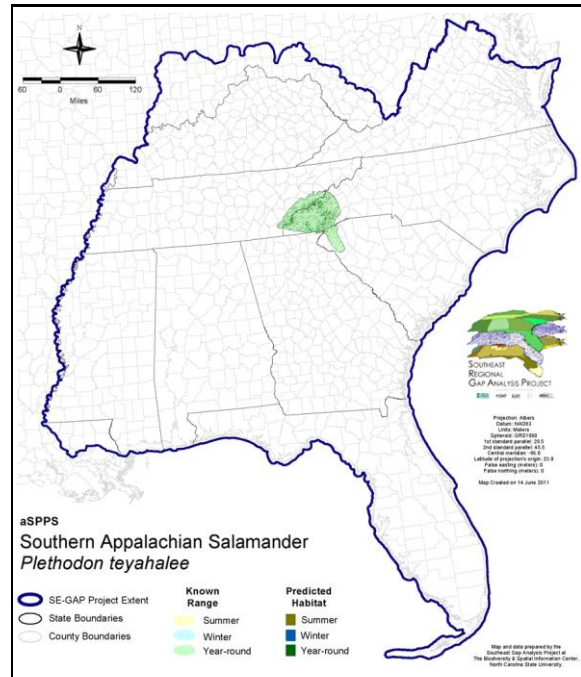 N
60 0 60 120
Miles
SOUTHEAST
REGIONAL
GAP ANALYSIS PROJECT
Projection: Albers
Datum: NAD83
Units: Meters
Spheroid: GRS1980
1st standard parallel: 29.5
2nd standard parallel: 45.5
Central meridian: -96.0
Latitude of projection's origin: 23.0
False easting (meters): 0
False northing (meters): 0
Map Created on 14 June 2011
aSPPS
Southern Appalachian Salamander
Plethodon teyahalee
SE-GAP Project Extent
State Boundaries
County Boundaries
Known
Range
Summer
Winter
Year-round
Predicted
Habitat
Summer
Winter
Year-round
Map and data prepared by the
Southeast Gap Analysis Project at
The Biodiversity & Spatial Information Center,
North Carolina State University.